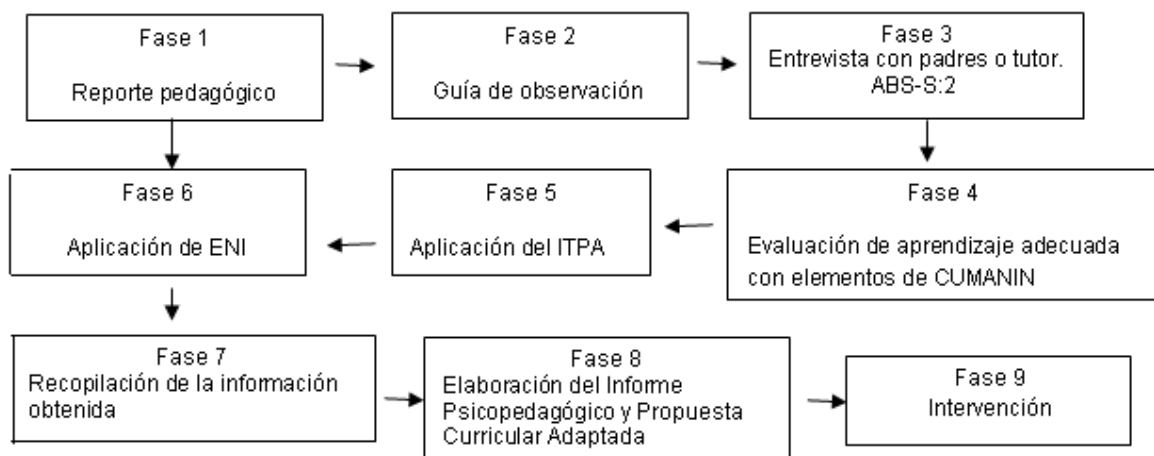 Fase 1
Reporte pedagógico
Fase 2
Guía de observación
Fase 3
Entrevista con padres o tutor.
ABS-S:2
Fase 6
Aplicación de ENI
Fase 5
Aplicación del ITPA
Fase 4
Evaluación de aprendizaje adecuada
con elementos de CUMANIN
Fase 7
Recopilación de la información
obtenida
Fase 8
Elaboración del Informe
Psicopedagógico y Propuesta
Curricular Adaptada
Fase 9
Intervención